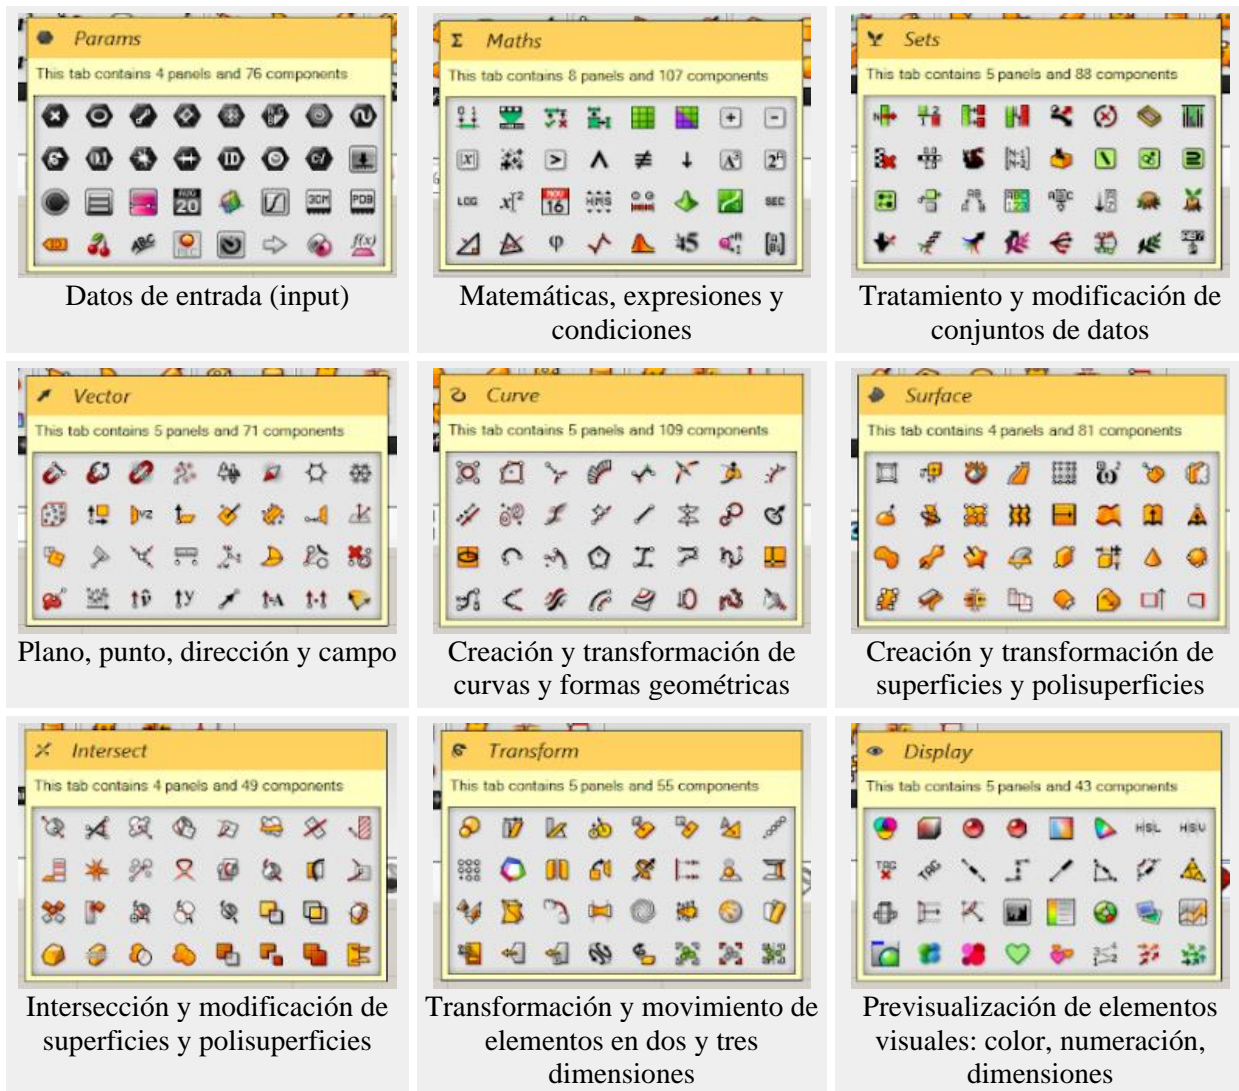 Params
This tab contains 4 panels and 76 components
Datos de entrada (input)
Maths
This tab contains 8 panels and 107 components
Matemáticas, expresiones y
condiciones
Sets
This tab contains 5 panels and 88 components
Tratamiento y modificación de
conjuntos de datos
Vector
This tab contains 5 panels and 71 components
Plano, punto, dirección y campo
Curve
This tab contains 5 panels and 109 components
Creación y transformación de
curvas y formas geométricas
Surface
This tab contains 4 panels and 81 components
Creación y transformación de
superficies y polisuperficies
Intersect
This tab contains 4 panels and 49 components
Intersección y modificación de
superficies y polisuperficies
Transform
This tab contains 5 panels and 55 components
Transformación y movimiento de
elementos en dos y tres
dimensiones
Display
This tab contains 5 panels and 43 components
Previsualización de elementos
visuales: color, numeración,
dimensiones